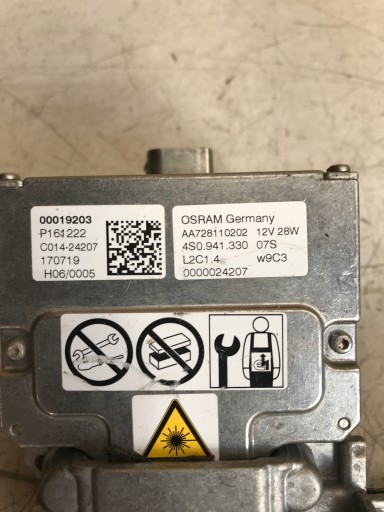 00019203
P161222
C014-24207
170719
H06/0005
OSRAM Germany
AA728110202 12V 28W
4S0.941.330 07S
L2C1.4 w9C3
0000024207